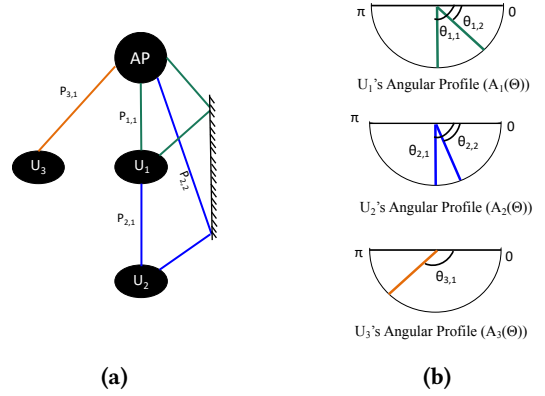 AP
P3,1
P1,1
U3
U1
P2,2
P2,1
U2
(a)
π
0
θ1,1
θ1,2
U1's Angular Profile (A1(Θ))
π
0
θ2,1
θ2,2
U2's Angular Profile (A2(Θ))
π
0
θ3,1
U3's Angular Profile (A3(Θ))
(b)